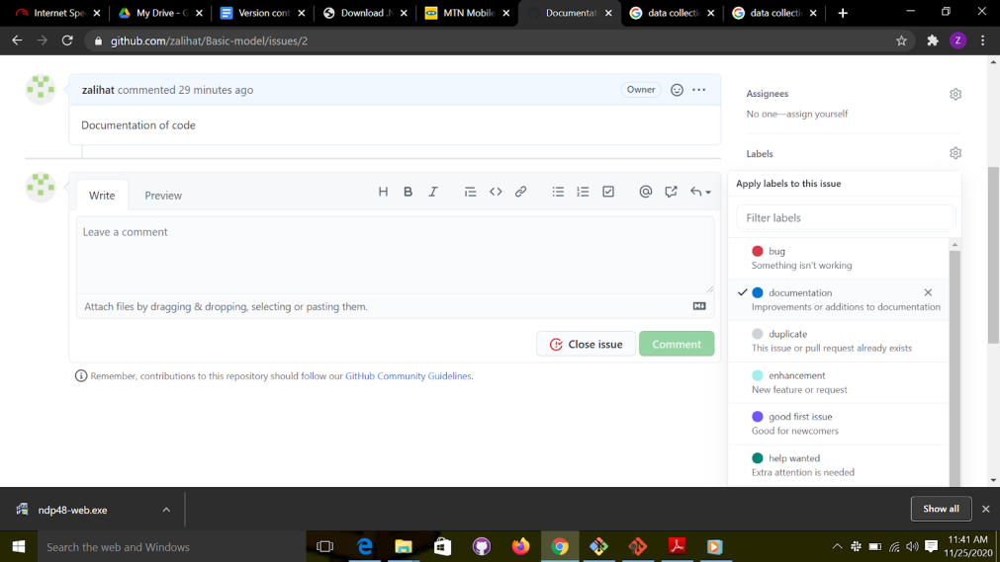 Internet Spe
My Drive - G
Version cont
Download .N
MTN Mobile
Documentat
data collecti
data collecti
github.com/zalihat/Basic-model/issues/2
Z
zalihat commented 29 minutes ago
Owner
Documentation of code
Write
Preview
H B I
Leave a comment
Attach files by dragging & dropping, selecting or pasting them.
Close issue
Comment
Remember, contributions to this repository should follow our GitHub Community Guidelines.
Assignees
No one—assign yourself
Labels
Apply labels to this issue
Filter labels
bug
Something isn't working
documentation
Improvements or additions to documentation
duplicate
This issue or pull request already exists
enhancement
New feature or request
good first issue
Good for newcomers
help wanted
Extra attention is needed
ndp48-web.exe
Show all
Search the web and Windows
11:41 AM
11/25/2020